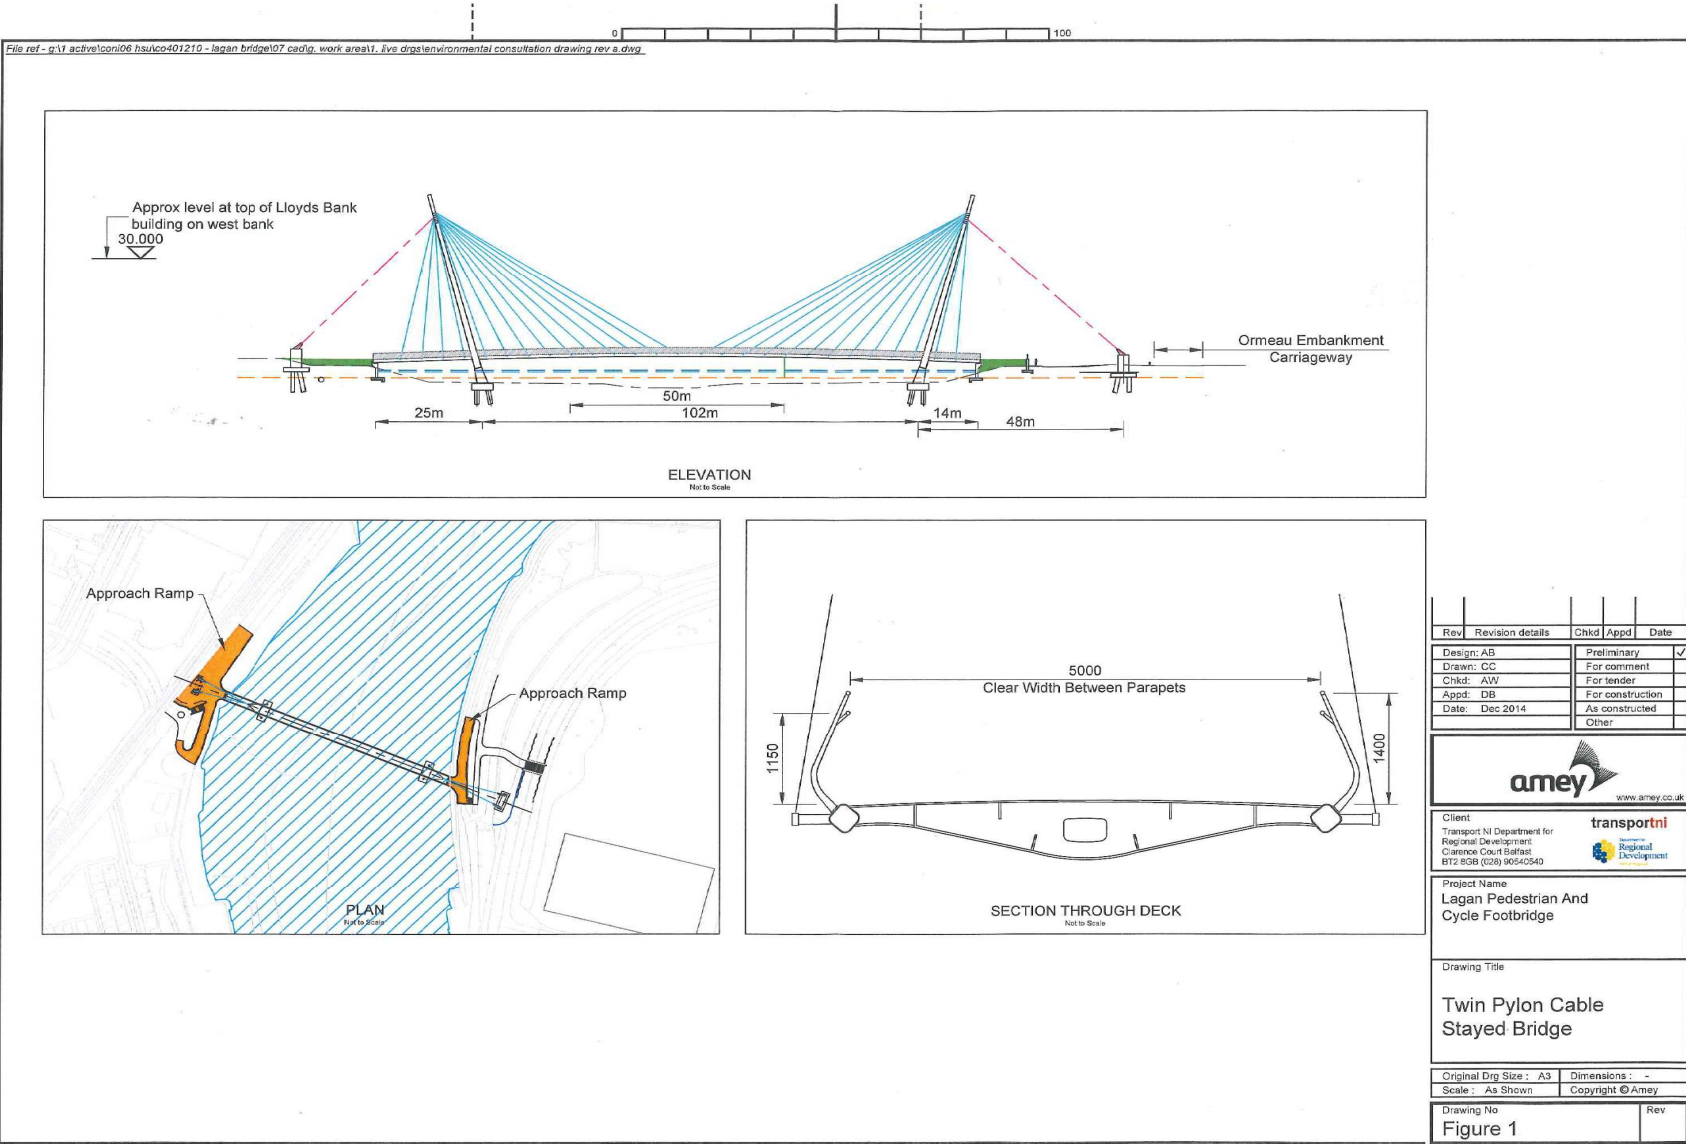 0
100
File ref - g:\1 active\coni06 hsu\co401210 - lagan bridge\07 cad\g. work area\1. live drgs\environmental consultation drawing rev a.dwg
Approx level at top of Lloyds Bank
building on west bank
30.000
Ormeau Embankment
Carriageway
50m
25m
102m
14m
48m
ELEVATION
Not to Scale
Approach Ramp
Approach Ramp
PLAN
Not to Scale
5000
Clear Width Between Parapets
1150
1400
SECTION THROUGH DECK
Not to Scale
Rev Revision details Chkd Appd Date
Design: AB
Drawn: CC
Chkd: AW
Appd: DB
Date: Dec 2014
Preliminary ✓
For comment
For tender
For construction
As constructed
Other
amey
www.amey.co.uk
Client
Transport NI Department for
Regional Development
Clarence Court Belfast
BT2 8GB (028) 90540540
transportni
Regional
Development
Project Name
Lagan Pedestrian And
Cycle Footbridge
Drawing Title
Twin Pylon Cable
Stayed Bridge
Original Drg Size : A3 Dimensions : -
Scale : As Shown Copyright © Amey
Drawing No Rev
Figure 1